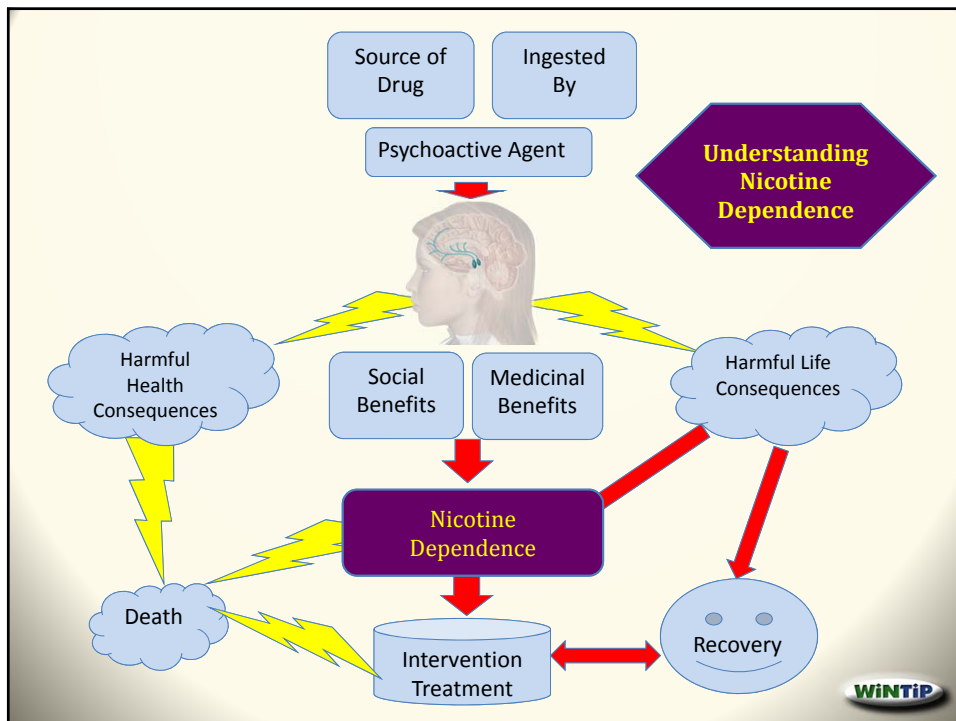 Source of
Drug
Ingested
By
Psychoactive Agent
Understanding
Nicotine
Dependence
Harmful
Health
Consequences
Social
Benefits
Medicinal
Benefits
Harmful Life
Consequences
Nicotine
Dependence
Death
Intervention
Treatment
Recovery
WiNTiP